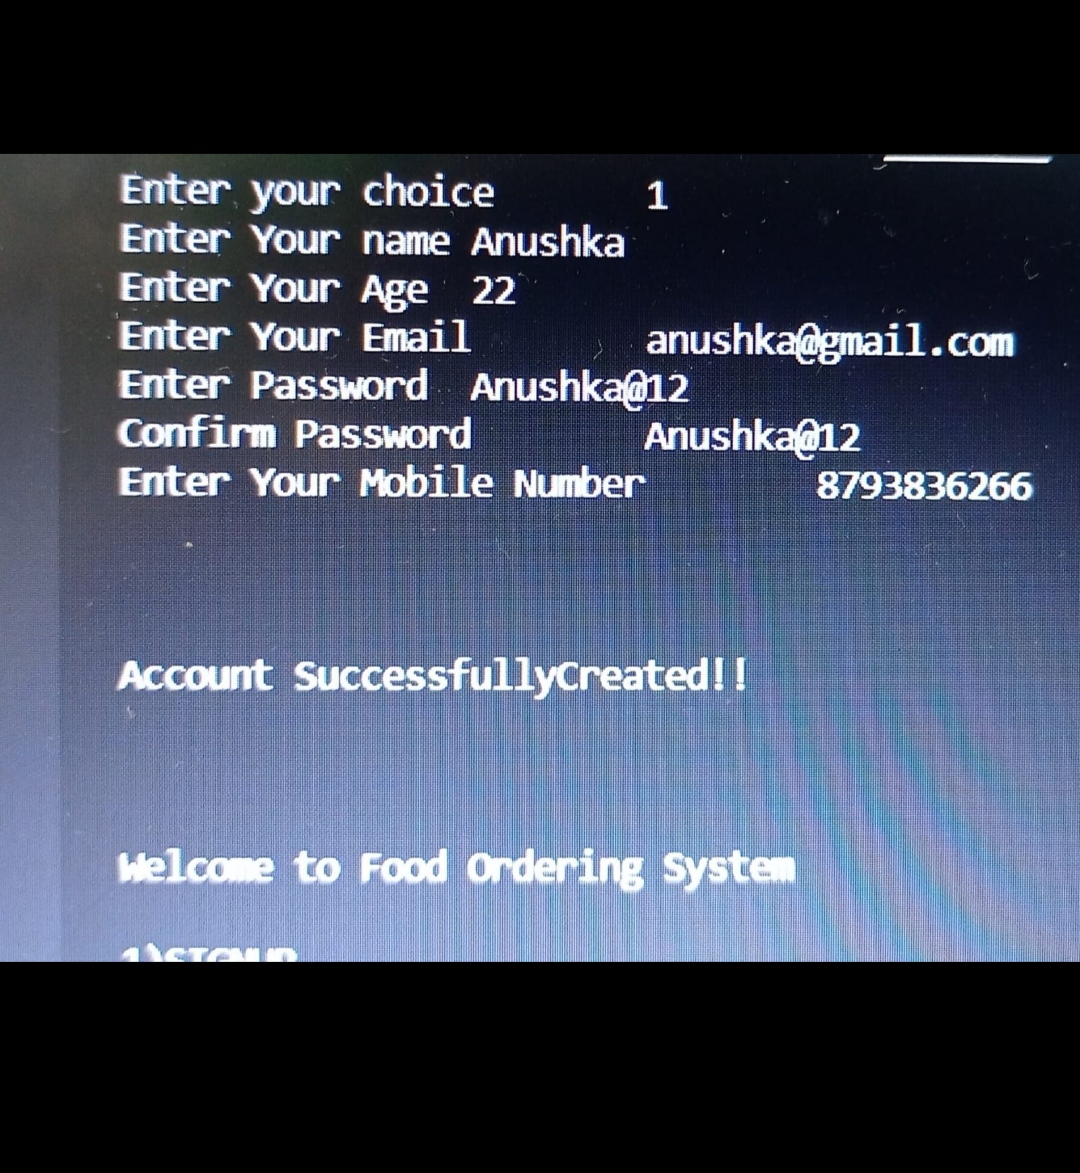 Enter your choice 1
Enter Your name Anushka
Enter Your Age 22
Enter Your Email anushka@gmail.com
Enter Password Anushka@12
Confirm Password Anushka@12
Enter Your Mobile Number 8793836266
Account SuccessfullyCreated!!
Welcome to Food Ordering System
1)SIGNUP